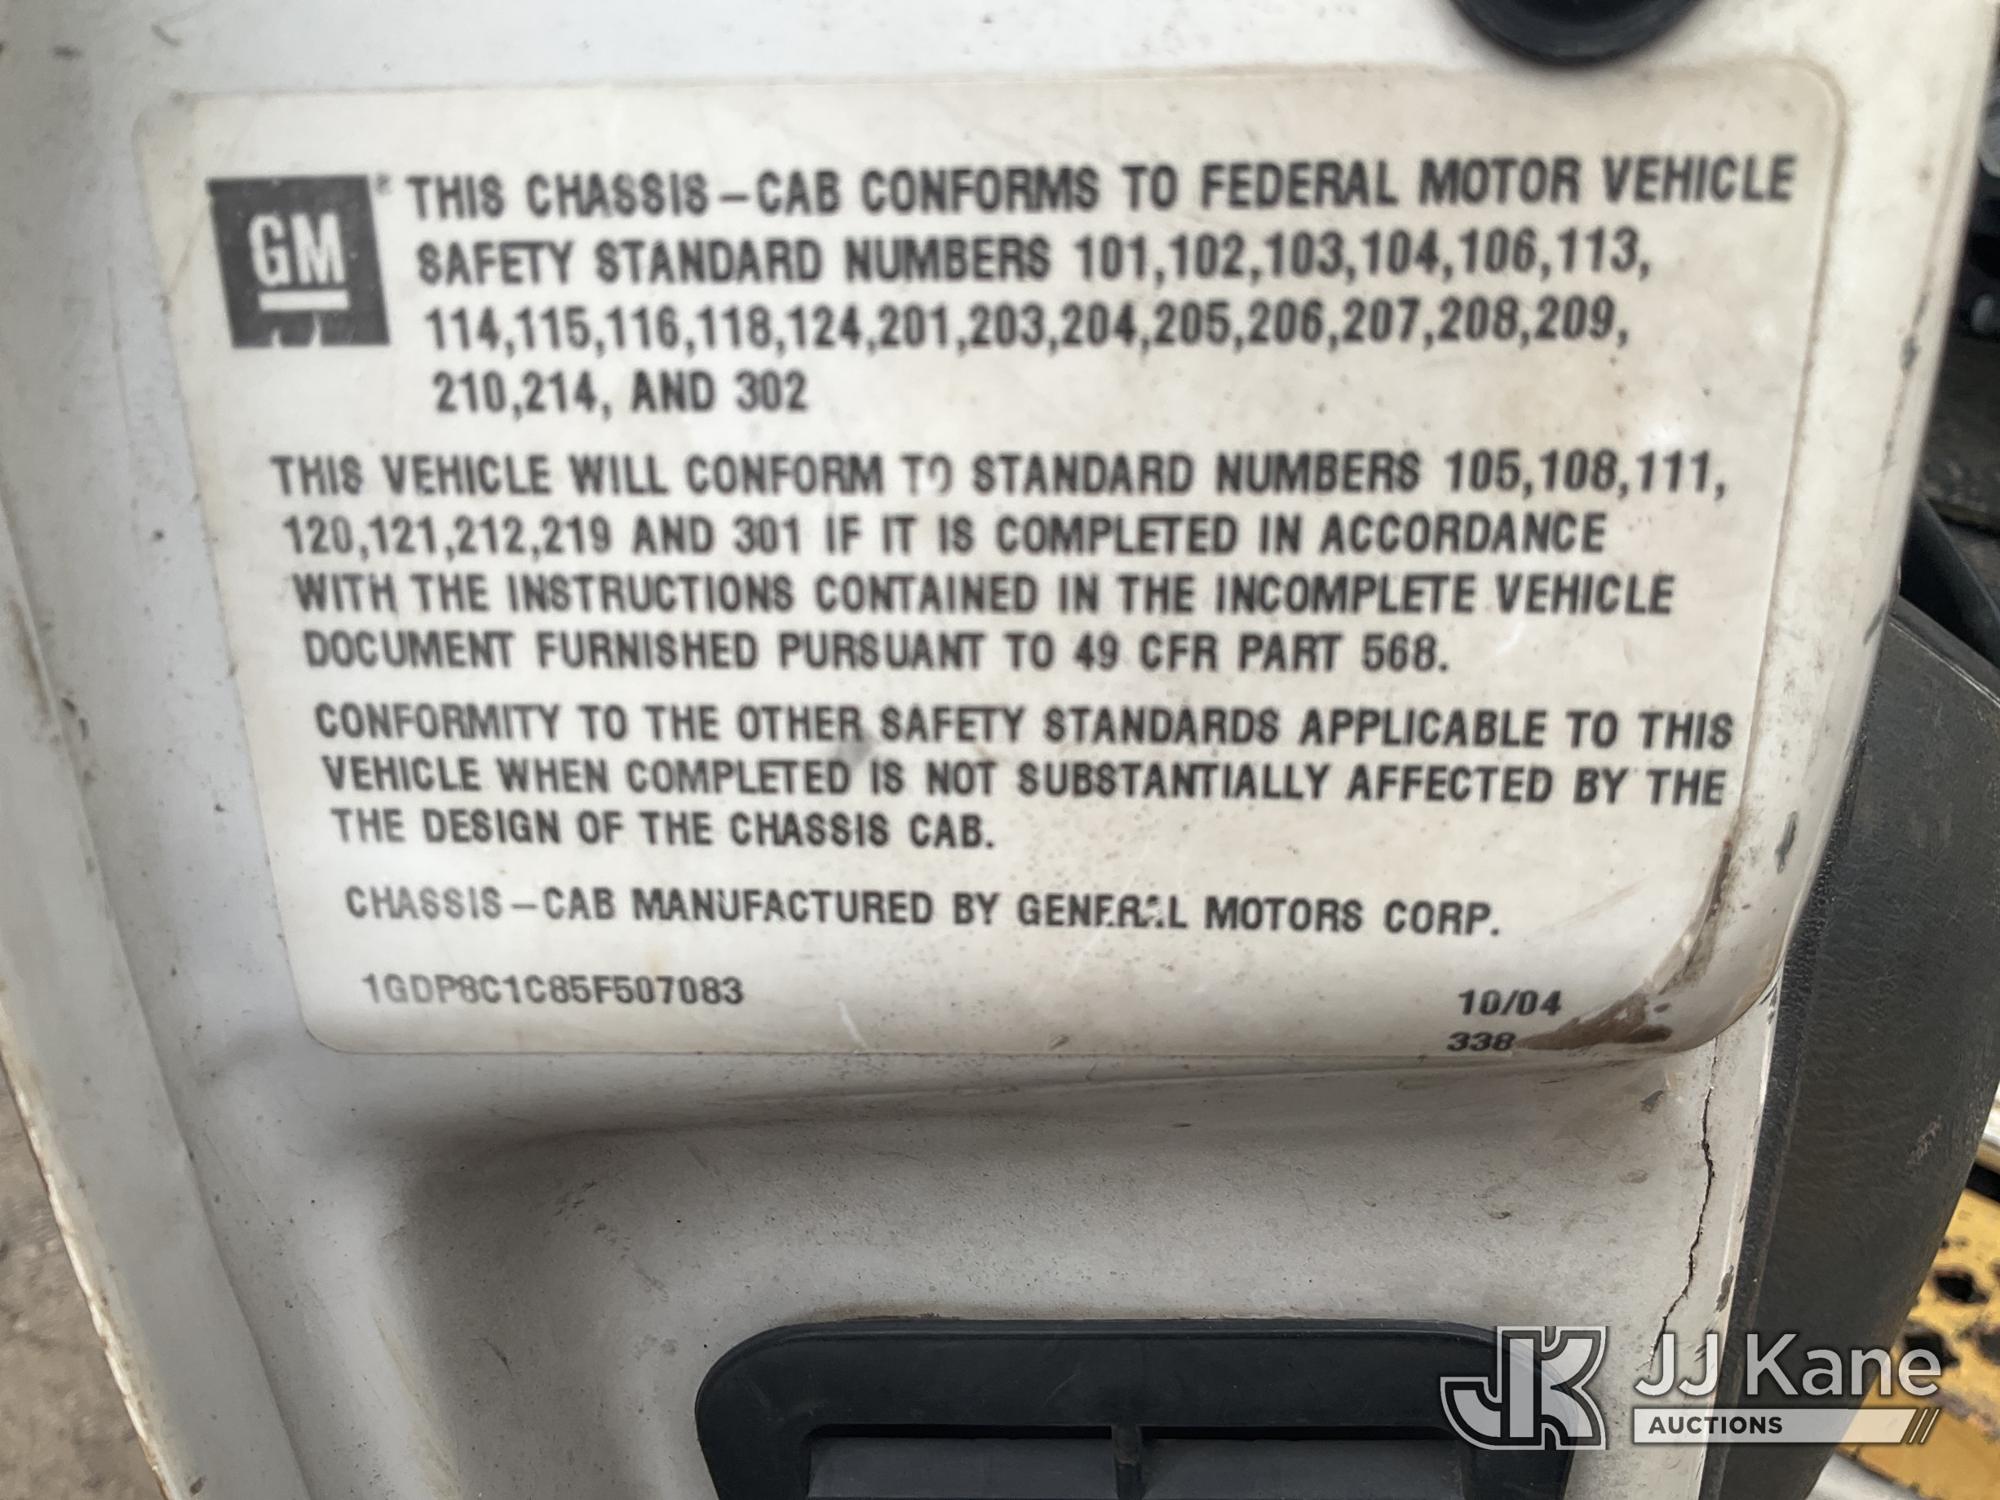 GM® THIS CHASSIS-CAB CONFORMS TO FEDERAL MOTOR VEHICLE
SAFETY STANDARD NUMBERS 101,102,103,104,106,113,
114,115,116,118,124,201,203,204,205,206,207,208,209,
210,214, AND 302
THIS VEHICLE WILL CONFORM TO STANDARD NUMBERS 105,108,111,
120,121,212,219 AND 301 IF IT IS COMPLETED IN ACCORDANCE
WITH THE INSTRUCTIONS CONTAINED IN THE INCOMPLETE VEHICLE
DOCUMENT FURNISHED PURSUANT TO 49 CFR PART 568.
CONFORMITY TO THE OTHER SAFETY STANDARDS APPLICABLE TO THIS
VEHICLE WHEN COMPLETED IS NOT SUBSTANTIALLY AFFECTED BY THE
THE DESIGN OF THE CHASSIS CAB.
CHASSIS-CAB MANUFACTURED BY GENERAL MOTORS CORP.
1GDP8C1C85F507083 10/04
338
JK JJ Kane
AUCTIONS